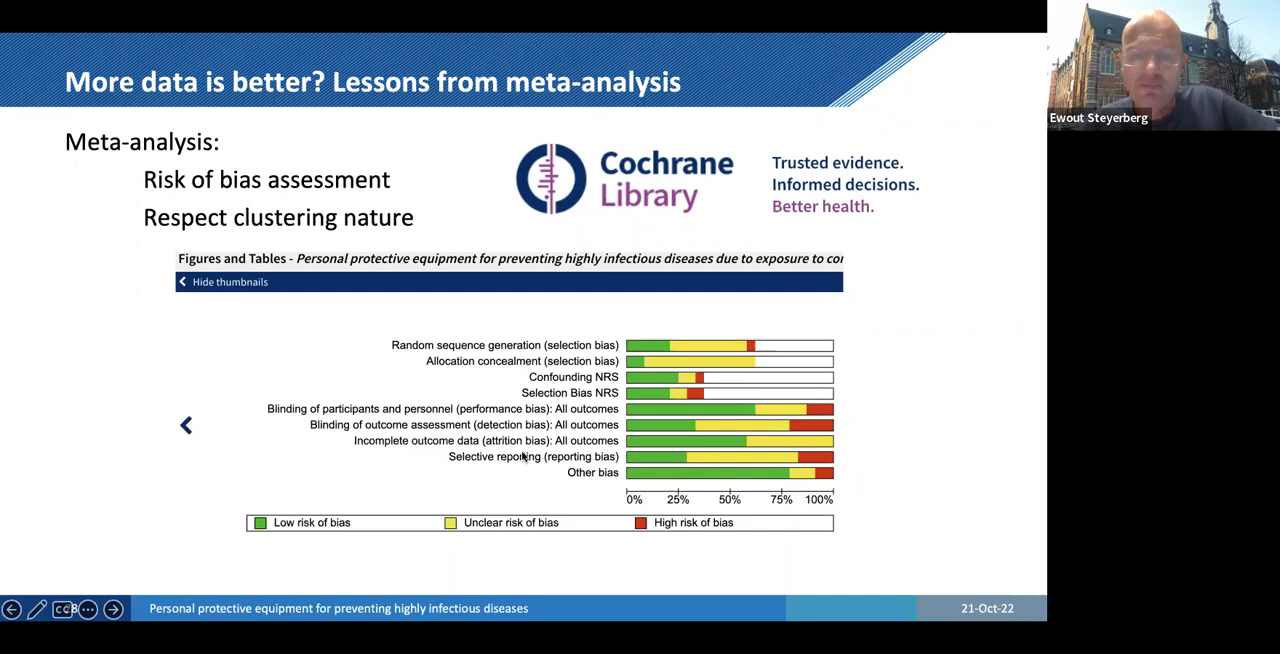 More data is better? Lessons from meta-analysis
Ewout Steyerberg
Meta-analysis:
Risk of bias assessment
Respect clustering nature
Cochrane
Library
Trusted evidence.
Informed decisions.
Better health.
Figures and Tables - Personal protective equipment for preventing highly infectious diseases due to exposure to
Hide thumbnails
Random sequence generation (selection bias)
Allocation concealment (selection bias)
Confounding NRS
Selection Bias NRS
Blinding of participants and personnel (performance bias): All outcomes
Blinding of outcome assessment (detection bias): All outcomes
Incomplete outcome data (attrition bias): All outcomes
Selective reporting (reporting bias)
Other bias
0% 25% 50% 75% 100%
Low risk of bias Unclear risk of bias High risk of bias
Personal protective equipment for preventing highly infectious diseases
21-Oct-22